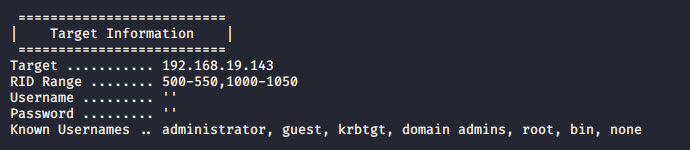 ==========================
|    Target Information    |
==========================
Target ........... 192.168.19.143
RID Range ........ 500-550,1000-1050
Username ......... ''
Password ......... ''
Known Usernames .. administrator, guest, krbtgt, domain admins, root, bin, none